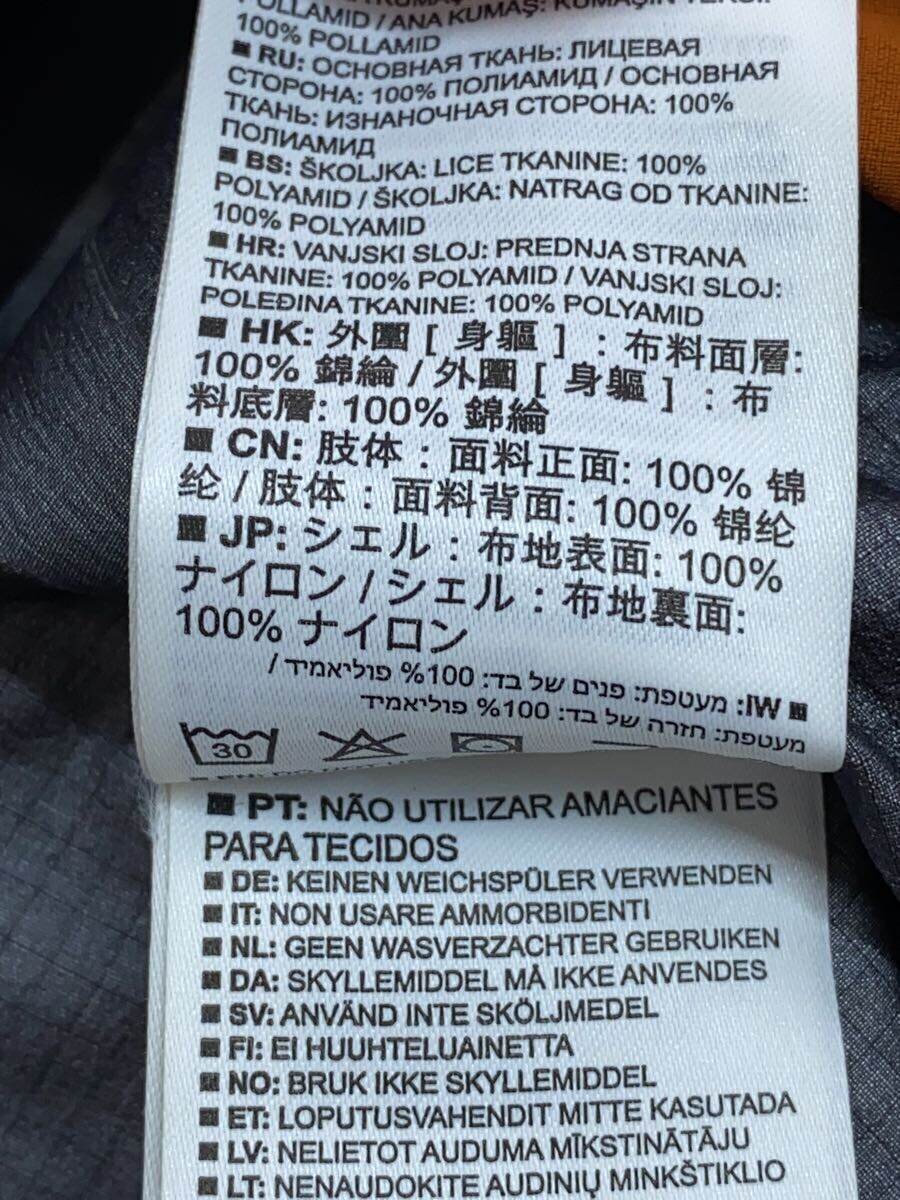 POLLAMID / ANA KUMAŞ: KUMAŞIN
100% POLLAMID
■ RU: ОСНОВНАЯ ТКАНЬ: ЛИЦЕВАЯ
СТОРОНА: 100% ПОЛИАМИД / ОСНОВНАЯ
ТКАНЬ: ИЗНАНОЧНАЯ СТОРОНА: 100%
ПОЛИАМИД
■ BS: ŠKOLJKA: LICE TKANINE: 100%
POLYAMID / ŠKOLJKA: NATRAG OD TKANINE:
100% POLYAMID
■ HR: VANJSKI SLOJ: PREDNJA STRANA
TKANINE: 100% POLYAMID / VANJSKI SLOJ:
POLEĐINA TKANINE: 100% POLYAMID
■ HK: 外圍 [ 身軀 ] : 布料面層:
100% 錦綸 / 外圍 [ 身軀 ] : 布
料底層: 100% 錦綸
■ CN: 肢体 : 面料正面: 100% 锦
纶 / 肢体 : 面料背面: 100% 锦纶
■ JP: シェル : 布地表面: 100%
ナイロン / シェル : 布地裏面:
100% ナイロン
■ IW: מעטפת: פנים של בד: 100% פוליאמיד /
מעטפת: חזרה של בד: 100% פוליאמיד
30
■ PT: NÃO UTILIZAR AMACIANTES
PARA TECIDOS
■ DE: KEINEN WEICHSPÜLER VERWENDEN
■ IT: NON USARE AMMORBIDENTI
■ NL: GEEN WASVERZACHTER GEBRUIKEN
■ DA: SKYLLEMIDDEL MÅ IKKE ANVENDES
■ SV: ANVÄND INTE SKÖLJMEDEL
■ FI: EI HUUHTELUAINETTA
■ NO: BRUK IKKE SKYLLEMIDDEL
■ ET: LOPUTUSVAHENDIT MITTE KASUTADA
■ LV: NELIETOT AUDUMA MĪKSTINĀTĀJU
■ LT: NENAUDOKITE AUDINIŲ MINKŠTIKLIO